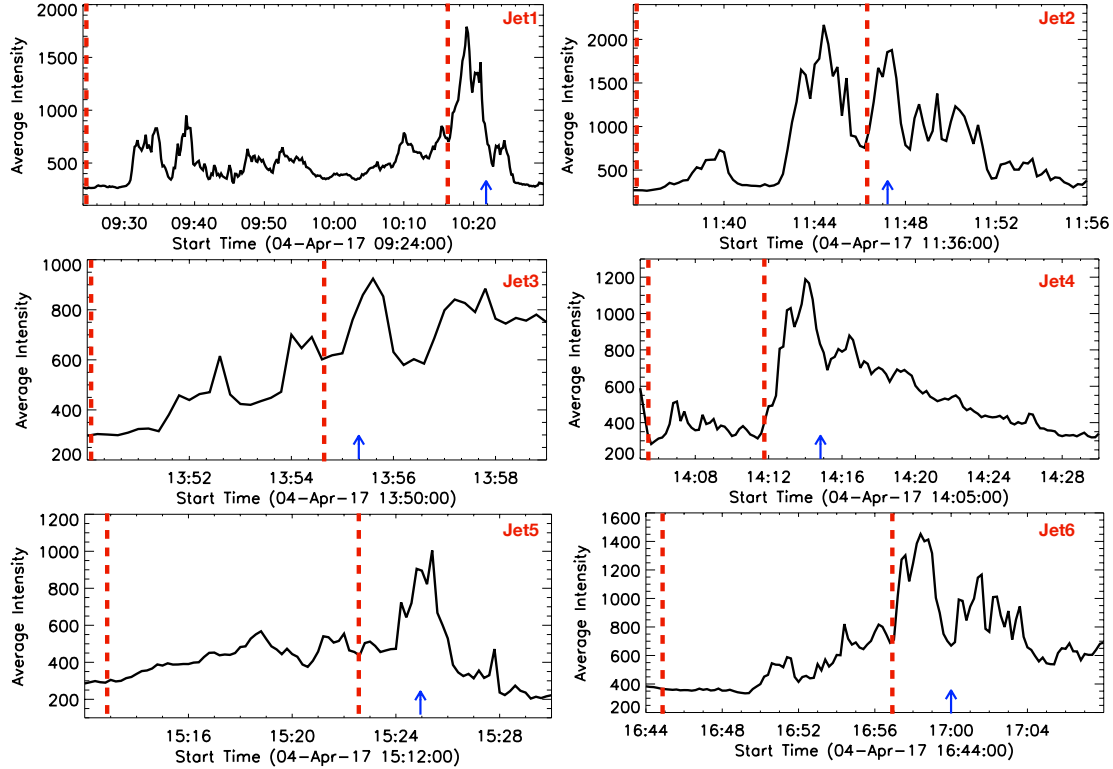 Jet1
Average Intensity
2000
1500
1000
500
09:30 09:40 09:50 10:00 10:10 10:20
Start Time (04-Apr-17 09:24:00)
Jet2
Average Intensity
2000
1500
1000
500
11:40 11:44 11:48 11:52 11:56
Start Time (04-Apr-17 11:36:00)
Jet3
Average Intensity
1000
800
600
400
200
13:52 13:54 13:56 13:58
Start Time (04-Apr-17 13:50:00)
Jet4
Average Intensity
1200
1000
800
600
400
200
14:08 14:12 14:16 14:20 14:24 14:28
Start Time (04-Apr-17 14:05:00)
Jet5
Average Intensity
1200
1000
800
600
400
200
15:16 15:20 15:24 15:28
Start Time (04-Apr-17 15:12:00)
Jet6
Average Intensity
1600
1400
1200
1000
800
600
400
200
16:44 16:48 16:52 16:56 17:00 17:04
Start Time (04-Apr-17 16:44:00)